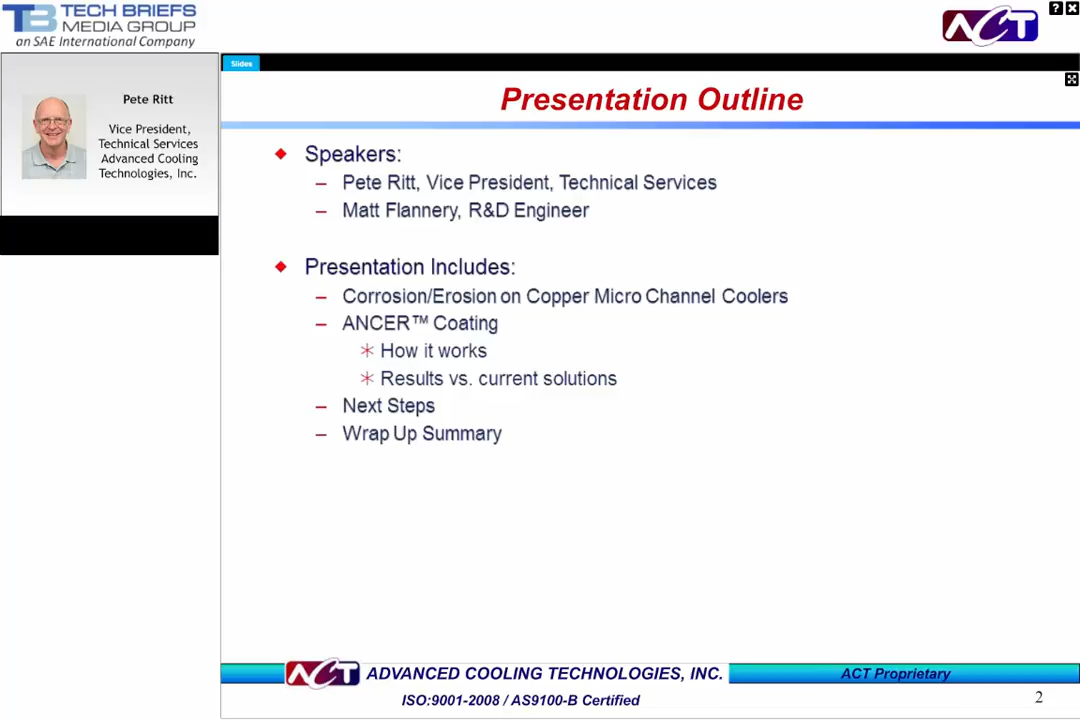 TB TECH BRIEFS
MEDIA GROUP
an SAE International Company
ACT
? X
Pete Ritt
Vice President,
Technical Services
Advanced Cooling
Technologies, Inc.
Slides
Presentation Outline
Speakers:
– Pete Ritt, Vice President, Technical Services
– Matt Flannery, R&D Engineer
Presentation Includes:
– Corrosion/Erosion on Copper Micro Channel Coolers
– ANCER™ Coating
* How it works
* Results vs. current solutions
– Next Steps
– Wrap Up Summary
ACT ADVANCED COOLING TECHNOLOGIES, INC.
ACT Proprietary
ISO:9001-2008 / AS9100-B Certified
2